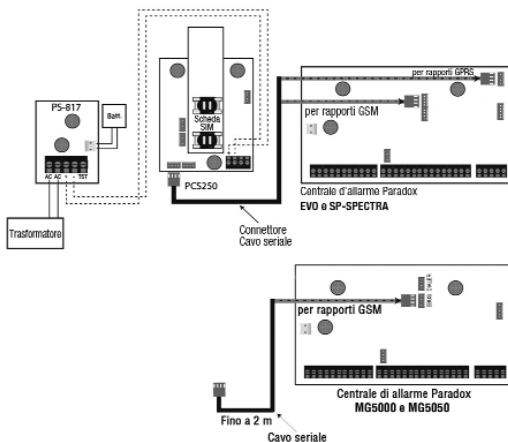 PS-817
Batt.
AC AC + - TST
Trasformatore
Scheda
SIM
PCS250
Connettore
Cavo seriale
per rapporti GPRS
per rapporti GSM
Centrale d'allarme Paradox
EVO e SP-SPECTRA
per rapporti GSM
EBUS
DIALER
Centrale di allarme Paradox
MG5000 e MG5050
Fino a 2 m
Cavo seriale